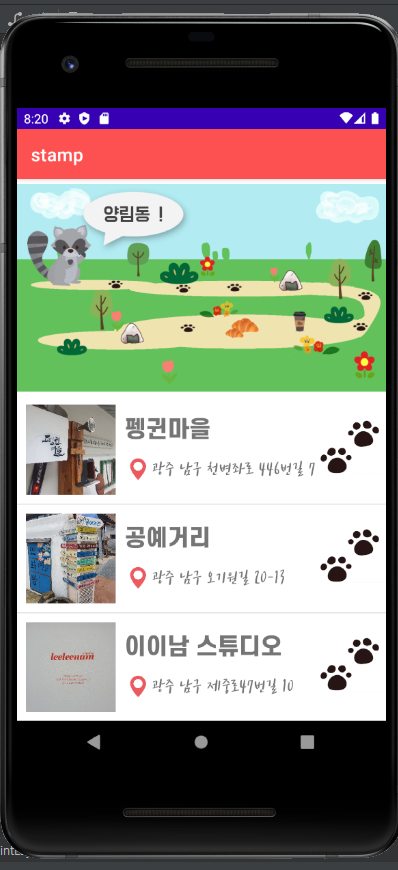 8:20
stamp
양림동 !
펭귄마을
광주 남구 천변좌로 446번길 7
공예거리
광주 남구 오기원길 20-13
leeleenam
이이남 스튜디오
광주 남구 제중로47번길 10